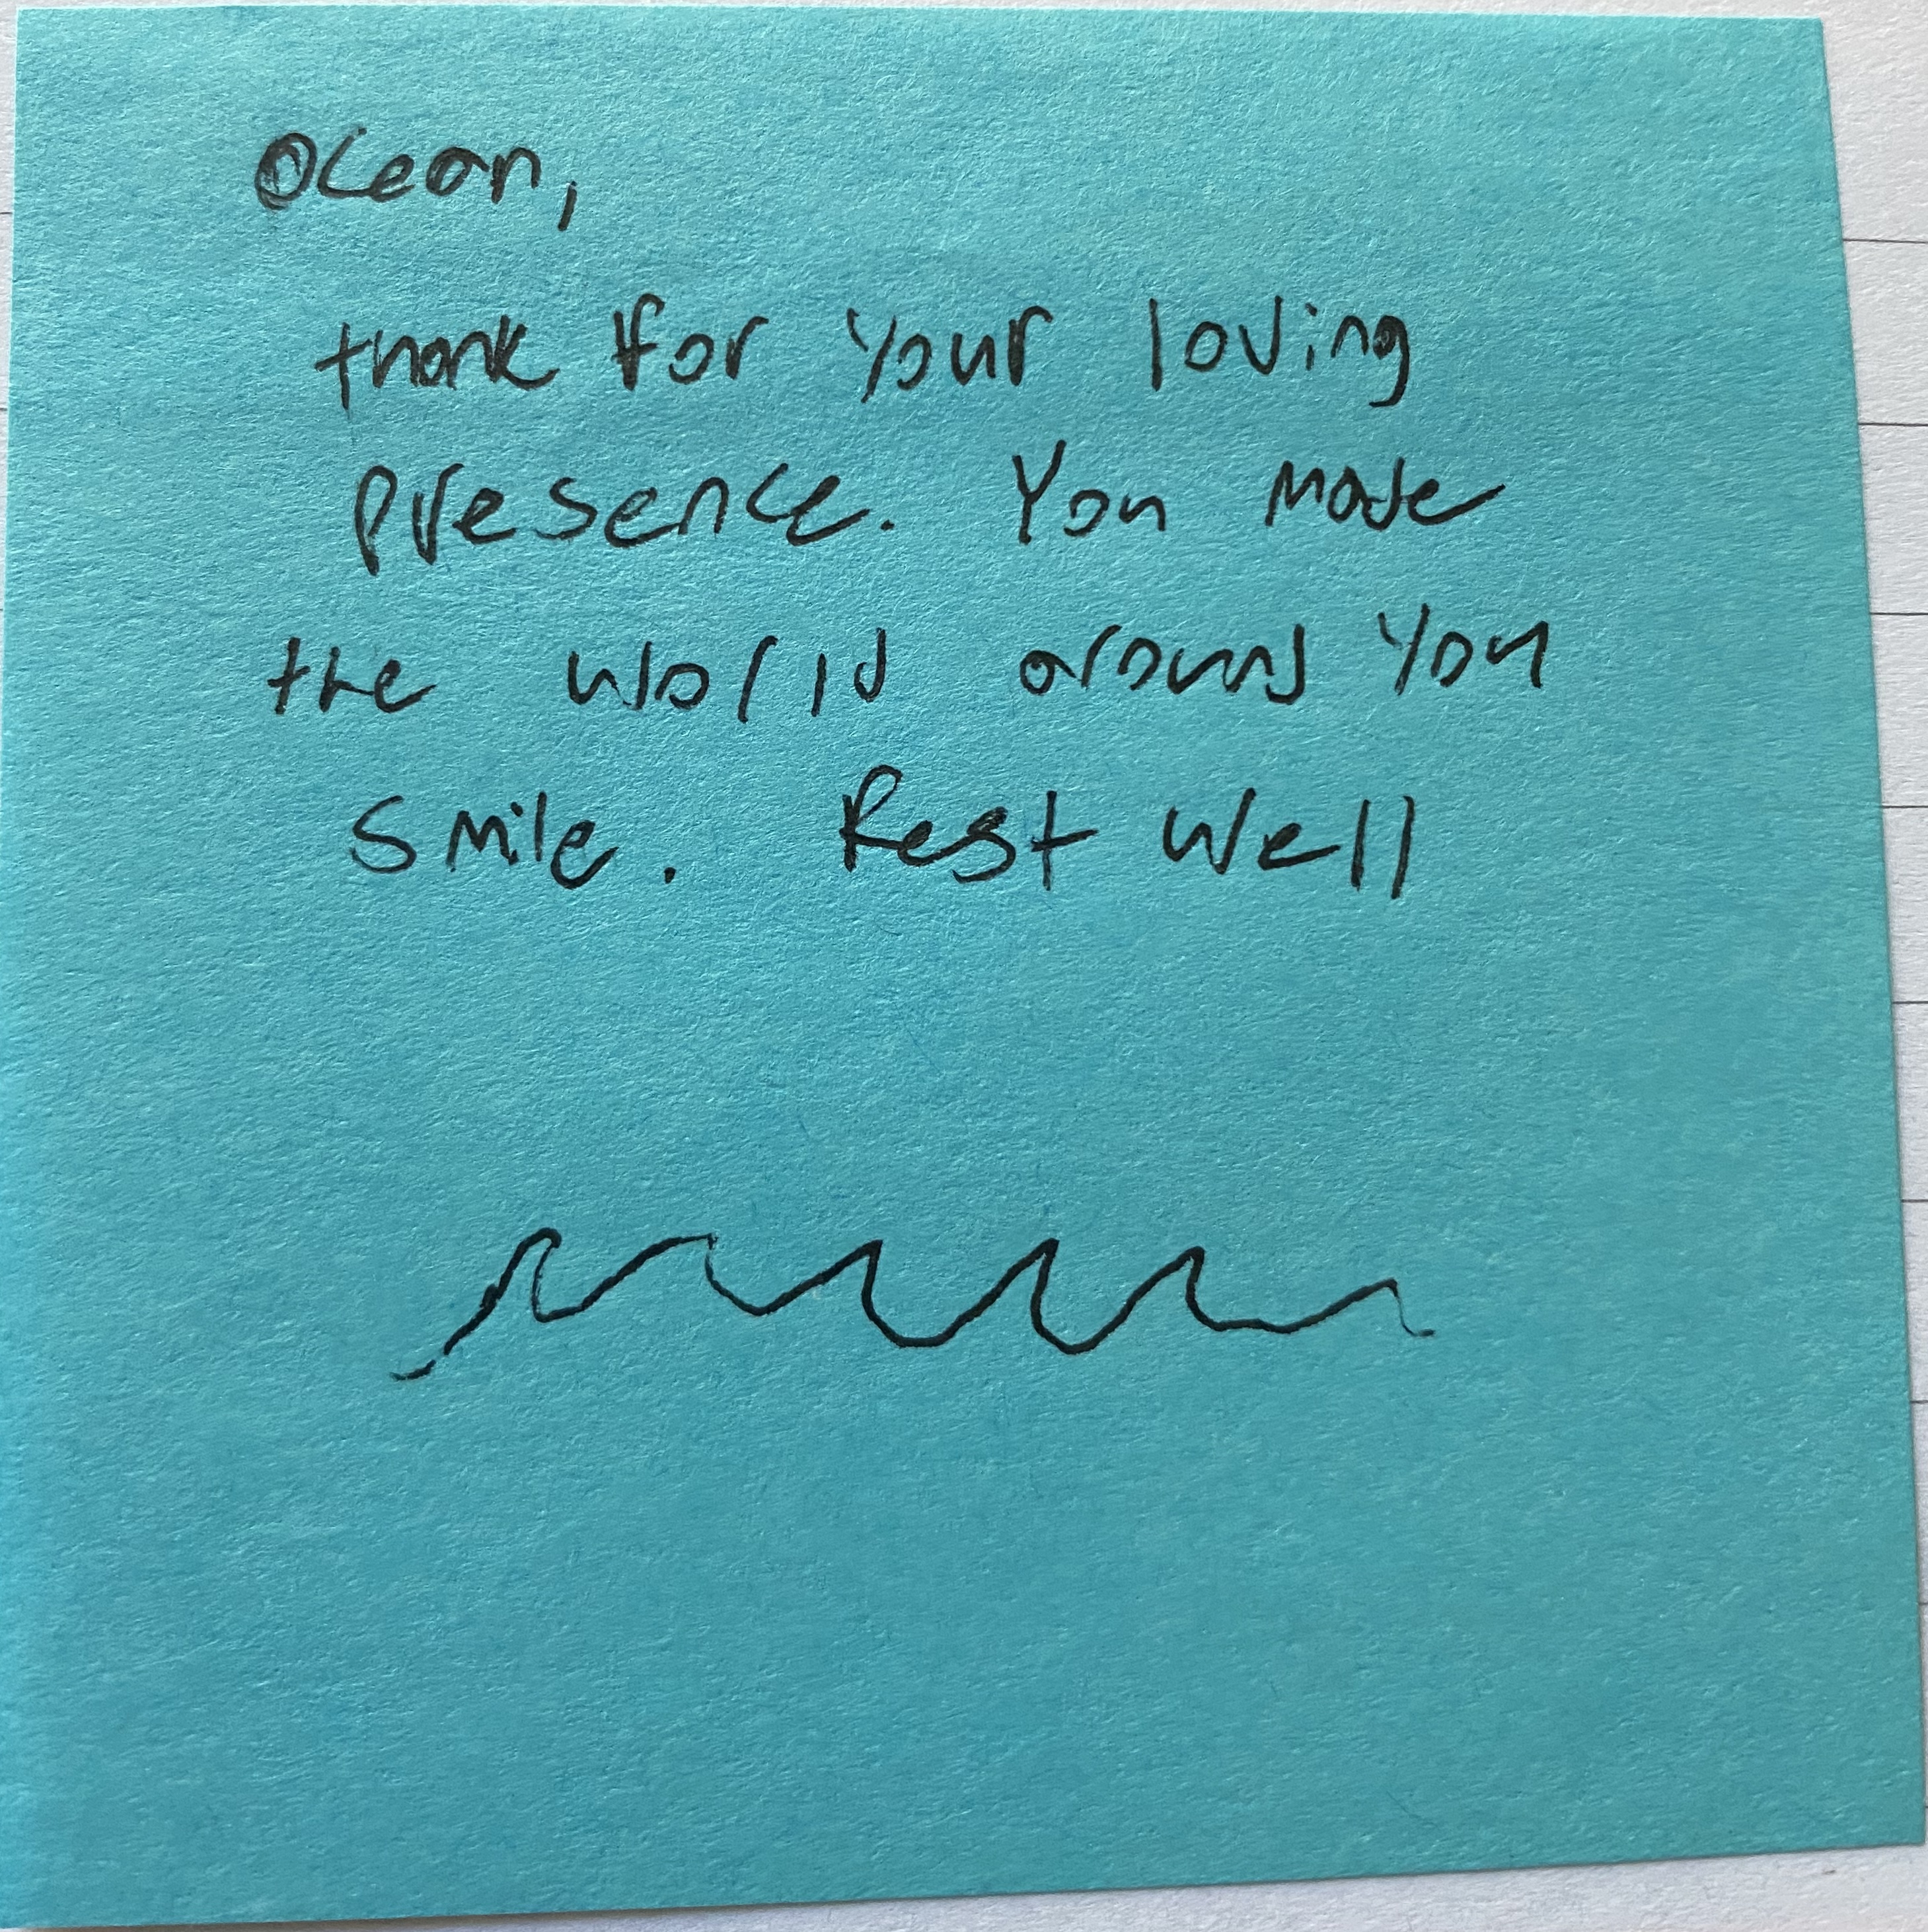 Ocean,
thank for your loving
presence. You made
the world around you
smile. Rest well